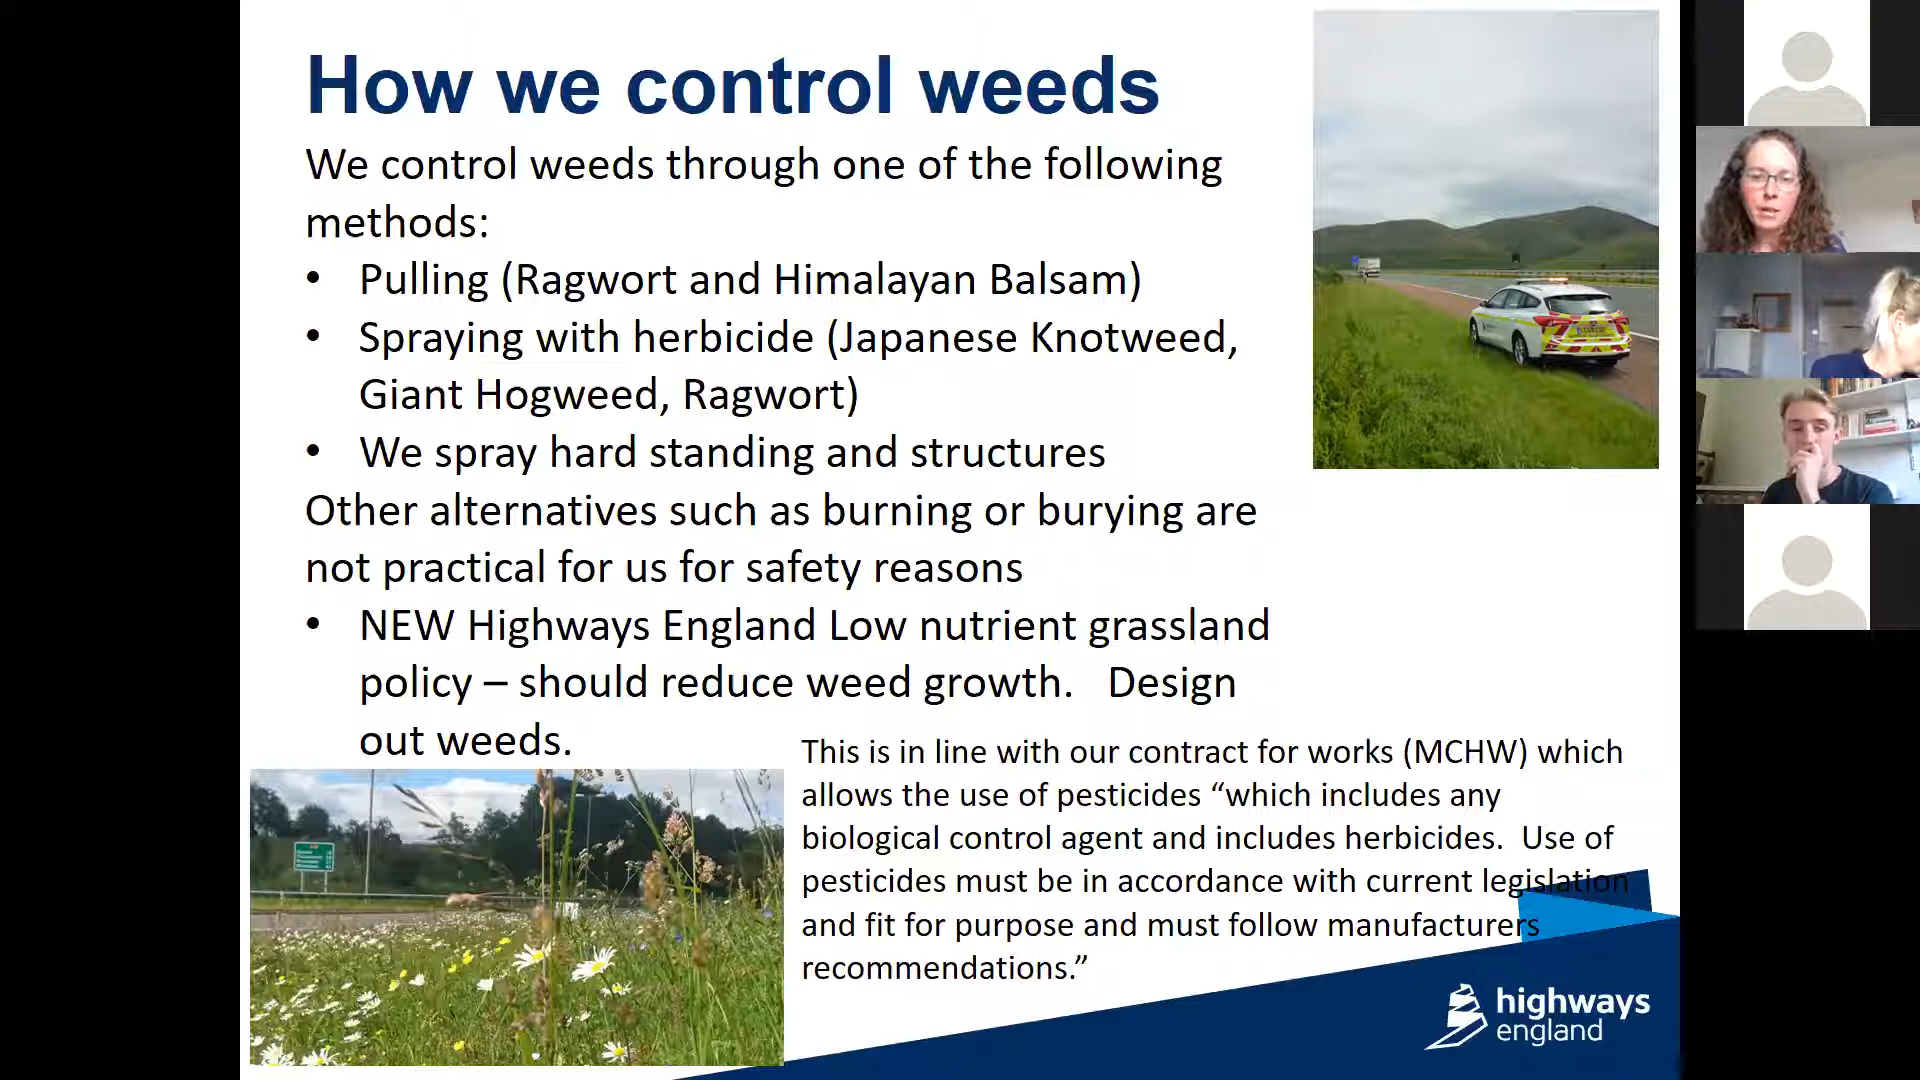 How we control weeds
We control weeds through one of the following
methods:
• Pulling (Ragwort and Himalayan Balsam)
• Spraying with herbicide (Japanese Knotweed,
Giant Hogweed, Ragwort)
• We spray hard standing and structures
Other alternatives such as burning or burying are
not practical for us for safety reasons
• NEW Highways England Low nutrient grassland
policy – should reduce weed growth.   Design
out weeds.
This is in line with our contract for works (MCHW) which
allows the use of pesticides “which includes any
biological control agent and includes herbicides.  Use of
pesticides must be in accordance with current legislation
and fit for purpose and must follow manufacturers
recommendations.”
highways
england